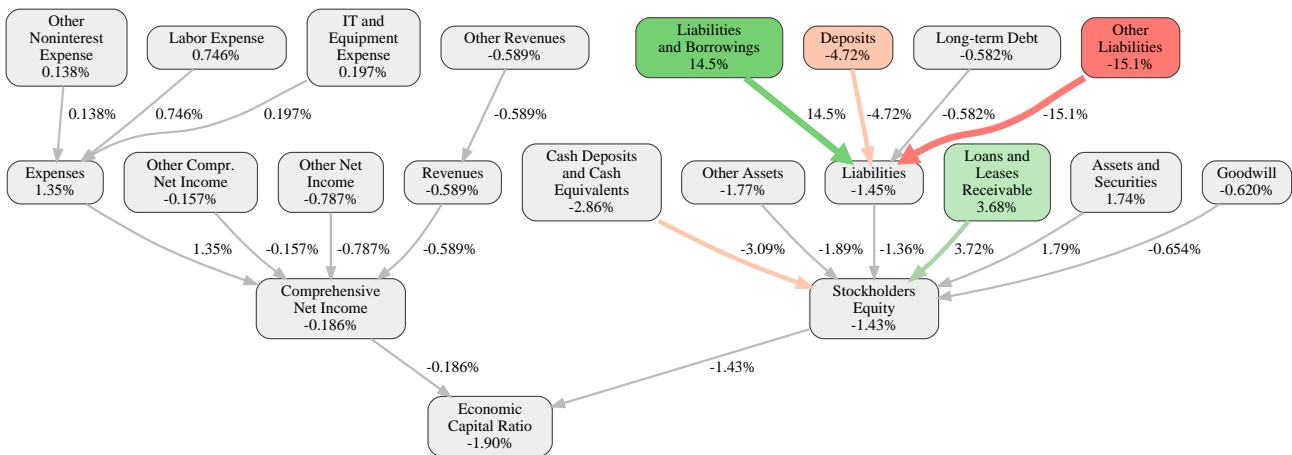 Other
Noninterest
Expense
0.138%
Labor Expense
0.746%
IT and
Equipment
Expense
0.197%
Other Revenues
-0.589%
Liabilities
and Borrowings
14.5%
Deposits
-4.72%
Long-term Debt
-0.582%
Other
Liabilities
-15.1%
0.138%
0.746%
0.197%
-0.589%
14.5%
-4.72%
-0.582%
-15.1%
Expenses
1.35%
Other Compr.
Net Income
-0.157%
Other Net
Income
-0.787%
Revenues
-0.589%
Cash Deposits
and Cash
Equivalents
-2.86%
Other Assets
-1.77%
Liabilities
-1.45%
Loans and
Leases
Receivable
3.68%
Assets and
Securities
1.74%
Goodwill
-0.620%
1.35%
-0.157%
-0.787%
-0.589%
-3.09%
-1.89%
-1.36%
3.72%
1.79%
-0.654%
Comprehensive
Net Income
-0.186%
Stockholders
Equity
-1.43%
-0.186%
-1.43%
Economic
Capital Ratio
-1.90%